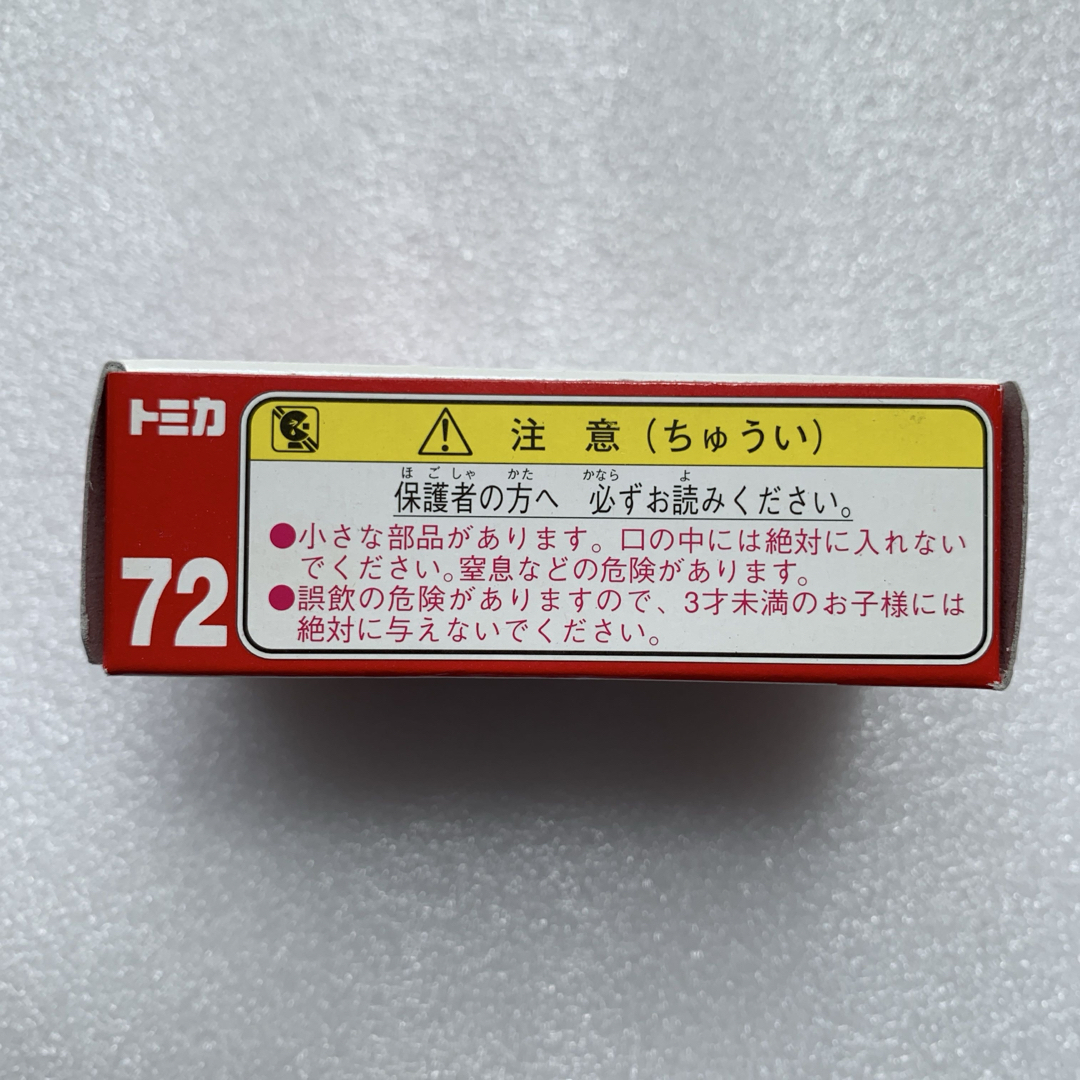 トミカ
72
注 意 (ちゅうい)
ほごしゃ かた かなら よ
保護者の方へ 必ずお読みください。
●小さな部品があります。口の中には絶対に入れない
でください。窒息などの危険があります。
●誤飲の危険がありますので、3才未満のお子様には
絶対に与えないでください。